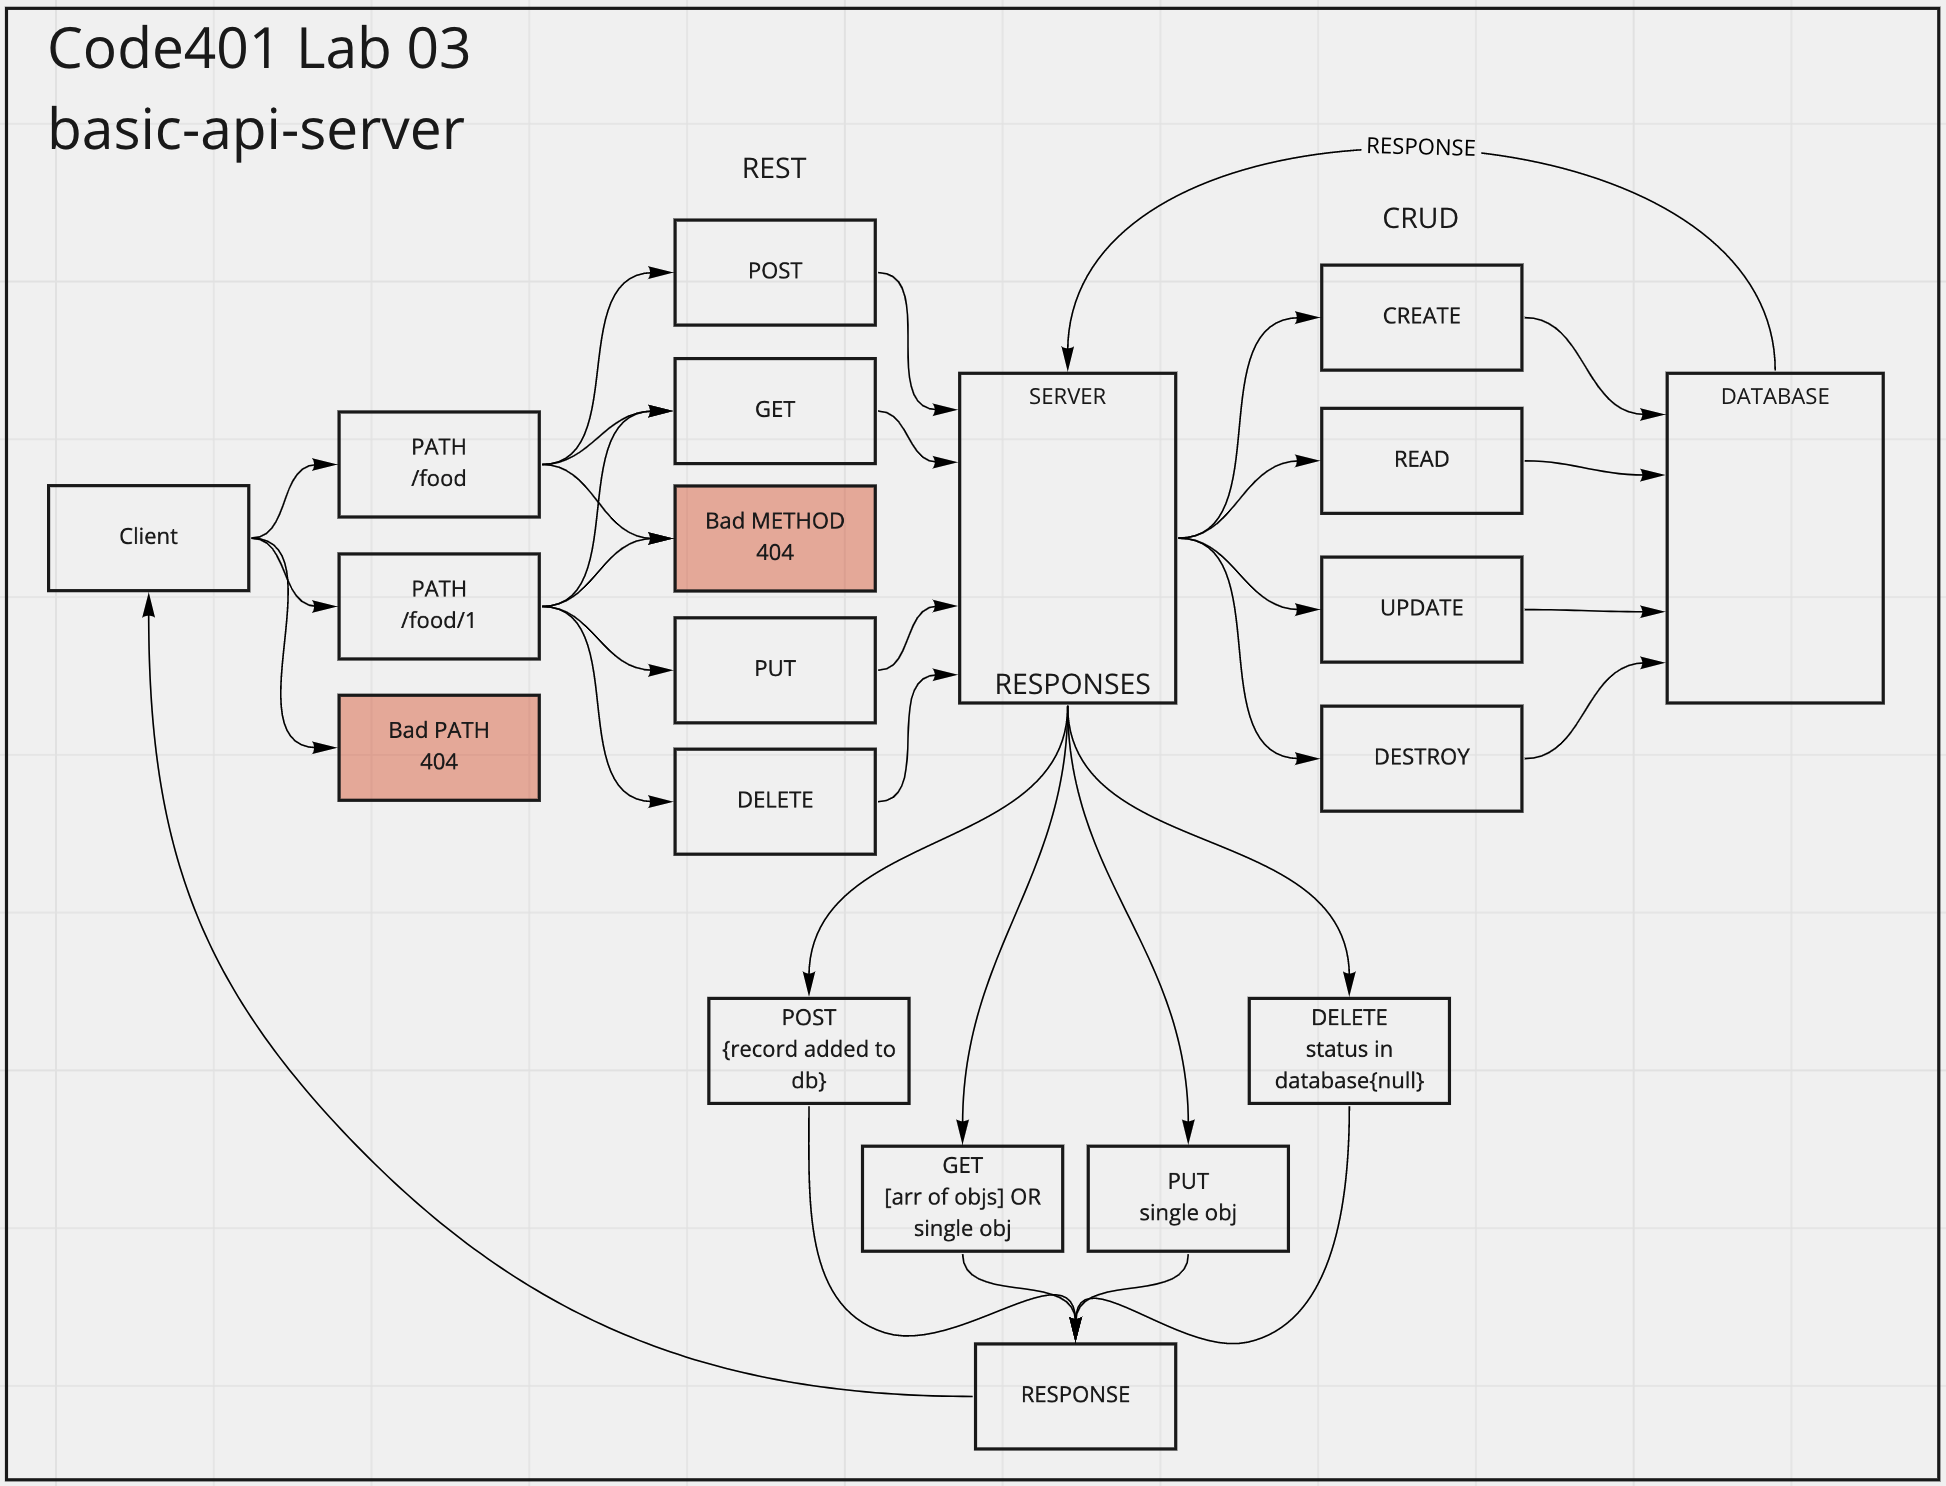 Code401 Lab 03
basic-api-server
REST
POST
GET
Bad METHOD
404
PUT
DELETE
Client
PATH
/food
PATH
/food/1
Bad PATH
404
SERVER
RESPONSES
RESPONSE
CRUD
CREATE
READ
UPDATE
DESTROY
DATABASE
POST
{record added to
db}
GET
[arr of objs] OR
single obj
PUT
single obj
DELETE
status in
database{null}
RESPONSE